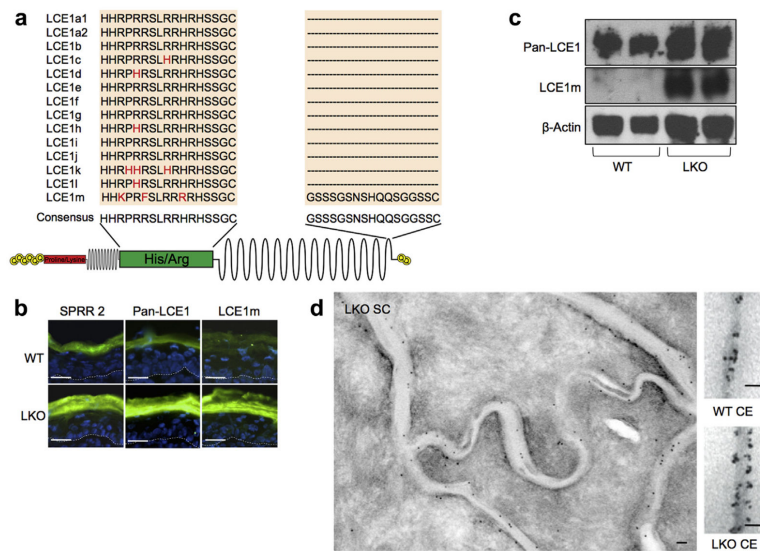 a
LCE1a1 HHRPRRSLRRHRHSSGC --------------------
LCE1a2 HHRPRRSLRRHRHSSGC --------------------
LCE1b HHRPRRSLRRHRHSSGC --------------------
LCE1c HHRPRRSLHRHRHSSGC --------------------
LCE1d HHRPHRSLRRHRHSSGC --------------------
LCE1e HHRPRRSLRRHRHSSGC --------------------
LCE1f HHRPRRSLRRHRHSSGC --------------------
LCE1g HHRPRRSLRRHRHSSGC --------------------
LCE1h HHRPHRSLRRHRHSSGC --------------------
LCE1i HHRPRRSLRRHRHSSGC --------------------
LCE1j HHRPRRSLRRHRHSSGC --------------------
LCE1k HHRHHRSLHRHRHSSGC --------------------
LCE1l HHRPHRSLRRHRHSSGC --------------------
LCE1m HHKPRFSLRRHRRSSGC GSSSGSNSHQQSGGSSC
Consensus HHRPRRSLRRHRHSSGC GSSSGSNSHQQSGGSSC
Proline/Lysine His/Arg
b
SPRR 2 Pan-LCE1 LCE1m
WT
LKO
c
Pan-LCE1
LCE1m
β-Actin
WT LKO
d
LKO SC
WT CE
LKO CE